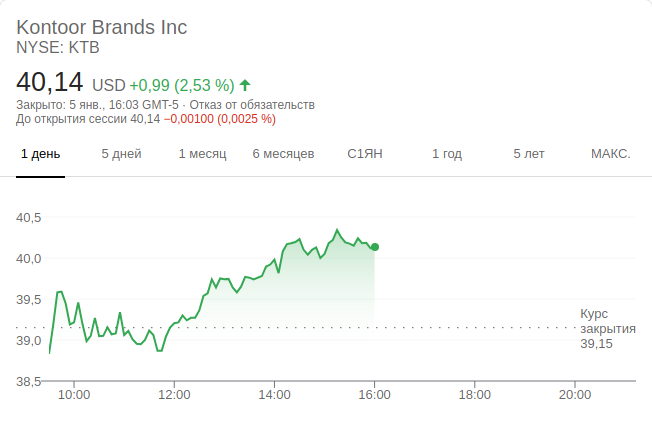 Kontoor Brands Inc
NYSE: KTB
40,14 USD +0,99 (2,53 %)
Закрыто: 5 янв., 16:03 GMT-5 · Отказ от обязательств
До открытия сессии 40,14 −0,00100 (0,0025 %)
1 день 5 дней 1 месяц 6 месяцев С1ЯН 1 год 5 лет МАКС.
40,5
40,0
39,5
Курс
закрытия
39,15
39,0
38,5
10:00 12:00 14:00 16:00 18:00 20:00